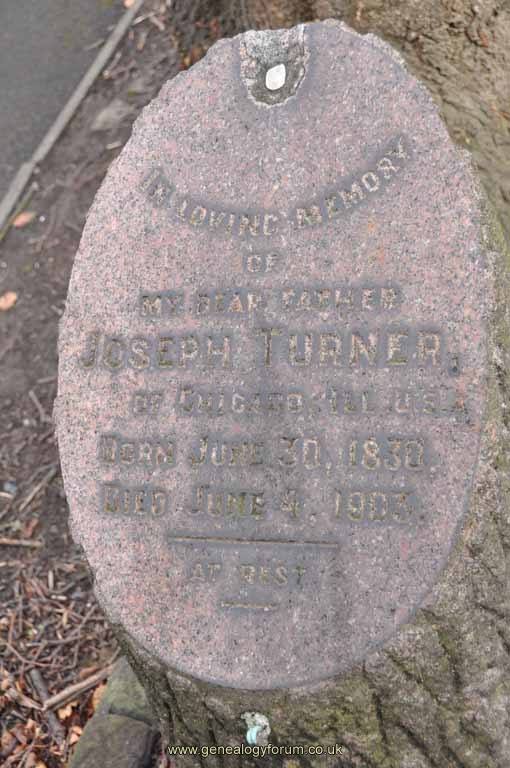 IN LOVING MEMORY
OF
MY DEAR FATHER
JOSEPH TURNER,
OF CHICAGO, ILL. U.S.A.
BORN JUNE 30, 1830.
DIED JUNE 4, 1903.
AT REST
www.genealogyforum.co.uk